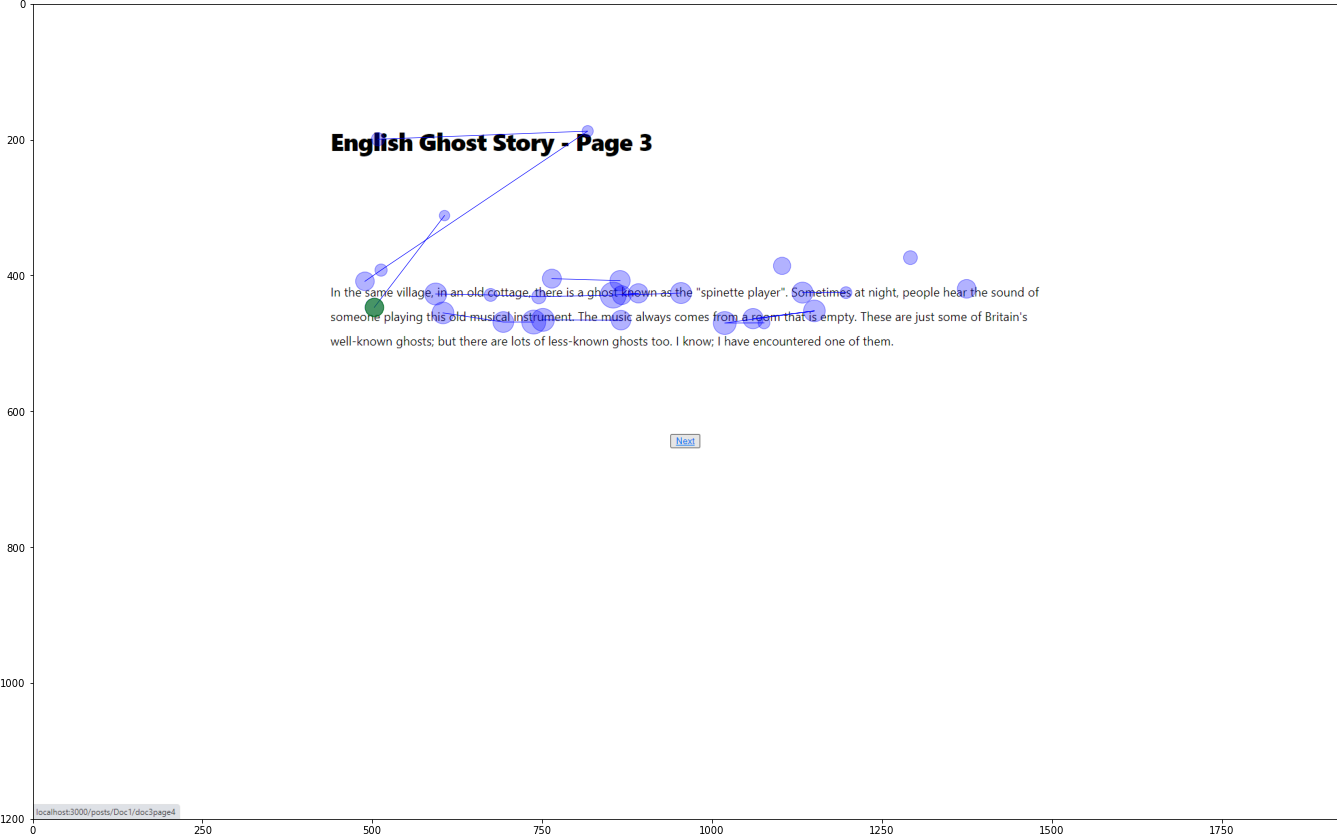 0
200
400
600
800
1000
1200
English Ghost Story - Page 3
In the same village, in an old cottage, there is a ghost known as the "spinette player". Sometimes at night, people hear the sound of
someone playing this old musical instrument. The music always comes from a room that is empty. These are just some of Britain's
well-known ghosts; but there are lots of less-known ghosts too. I know; I have encountered one of them.
Next
localhost:3000/posts/Doc1/doc3page4
0 250 500 750 1000 1250 1500 1750